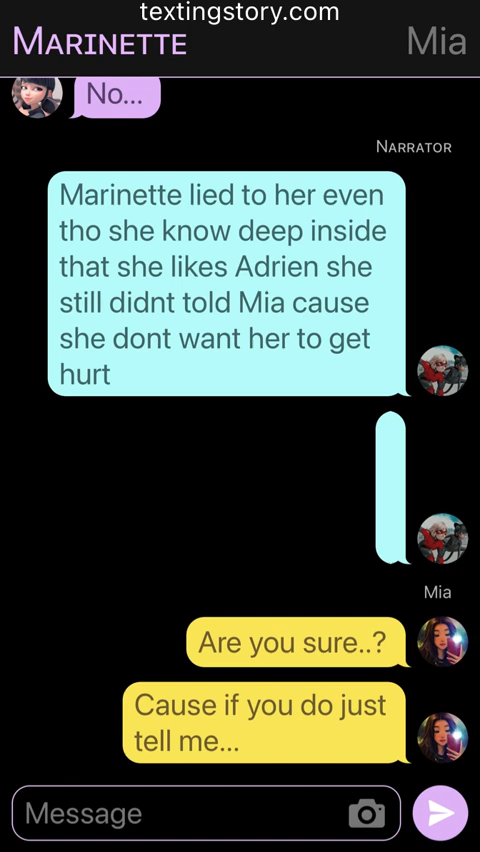 textingstory.com
MARINETTE
Mia
No...
NARRATOR
Marinette lied to her even
tho she know deep inside
that she likes Adrien she
still didnt told Mia cause
she dont want her to get
hurt
Mia
Are you sure..?
Cause if you do just
tell me...
Message